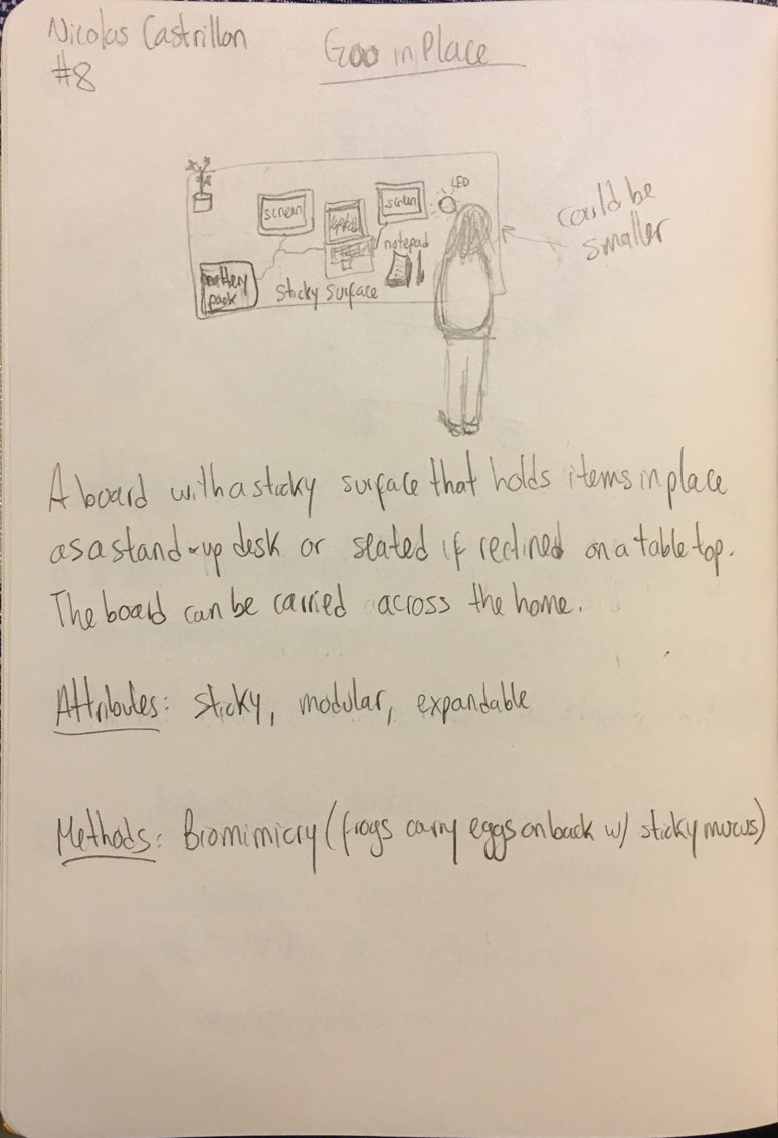 Nicolas Castrillon
#8
Goo in Place
LED
screen
laptop
screen
could be
smaller
notepad
battery
pack
sticky surface
A board with a sticky surface that holds items in place
as a stand-up desk or seated if reclined on a table top.
The board can be carried across the home.
Attributes: sticky, modular, expandable
Methods: Biomimicry (frogs carry eggs on back w/ sticky mucus)